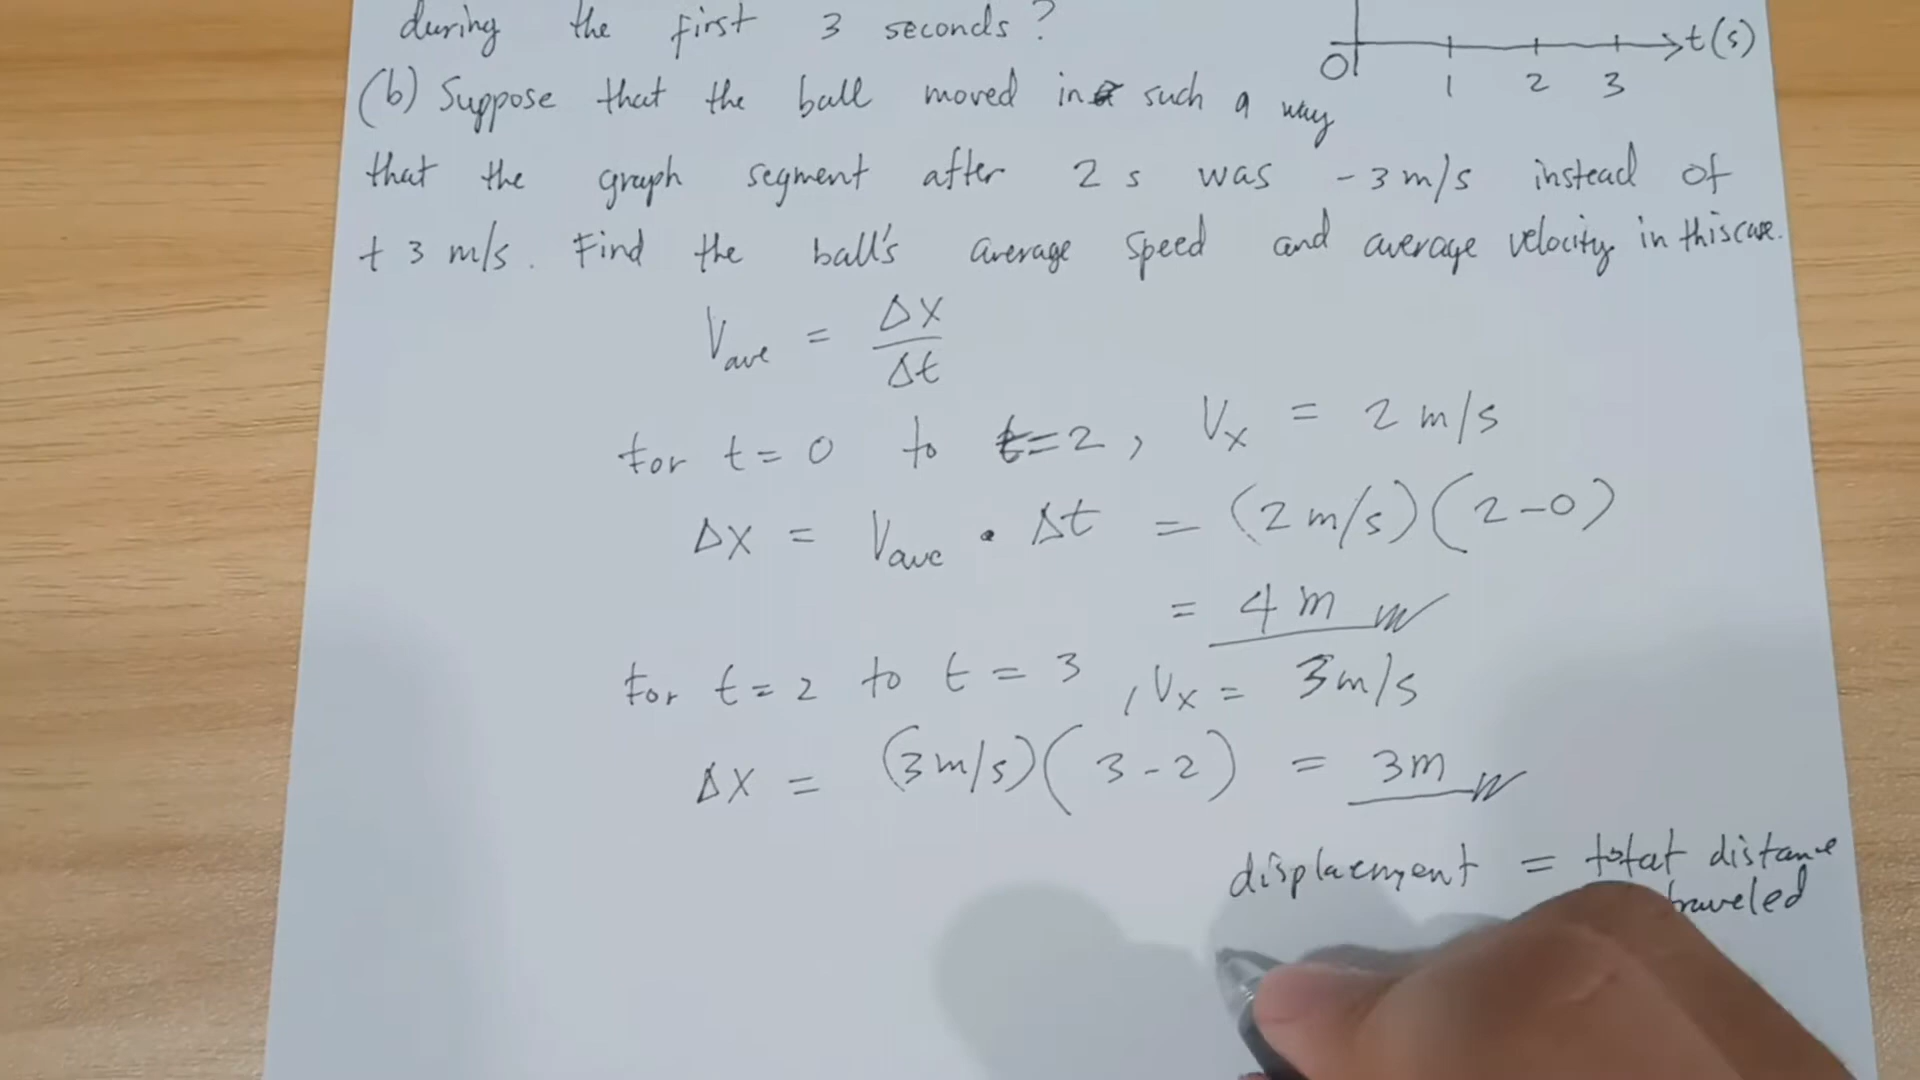 during the first 3 seconds?
t(s)
0 1 2 3
(b) Suppose that the ball moved in such a way
that the graph segment after 2 s was -3 m/s instead of
+ 3 m/s. Find the ball's average speed and average velocity in this case.
Vave = Δx/Δt
For t = 0 to t = 2, Vx = 2 m/s
Δx = Vave · Δt = (2 m/s)(2-0)
= 4 m
For t = 2 to t = 3, Vx = 3 m/s
Δx = (3 m/s)(3-2) = 3m
displacement = total distance
traveled